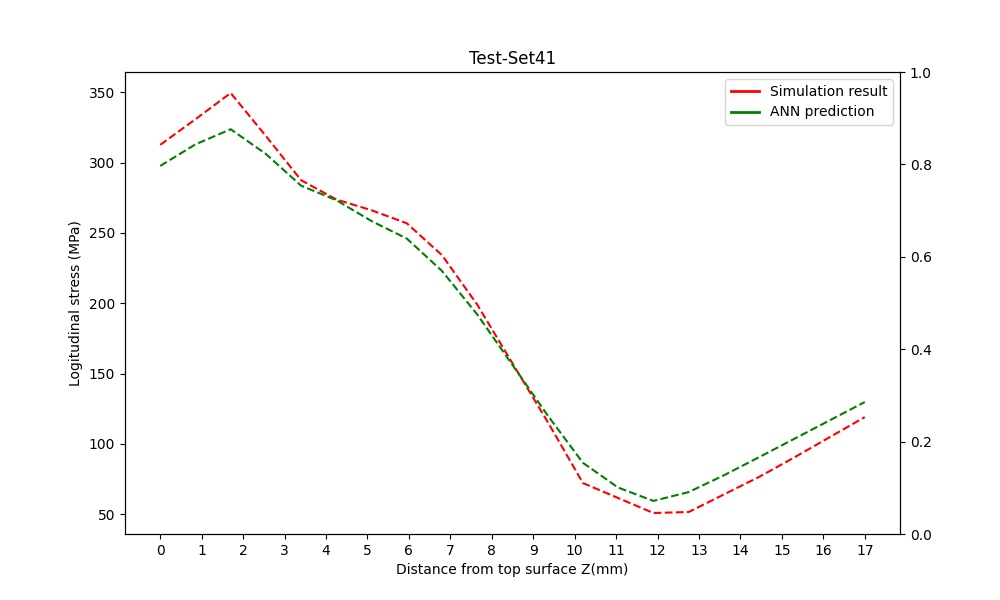 Test-Set41
Simulation result
ANN prediction
Logitudinal stress (MPa)
350
300
250
200
150
100
50
1.0
0.8
0.6
0.4
0.2
0.0
0 1 2 3 4 5 6 7 8 9 10 11 12 13 14 15 16 17
Distance from top surface Z(mm)